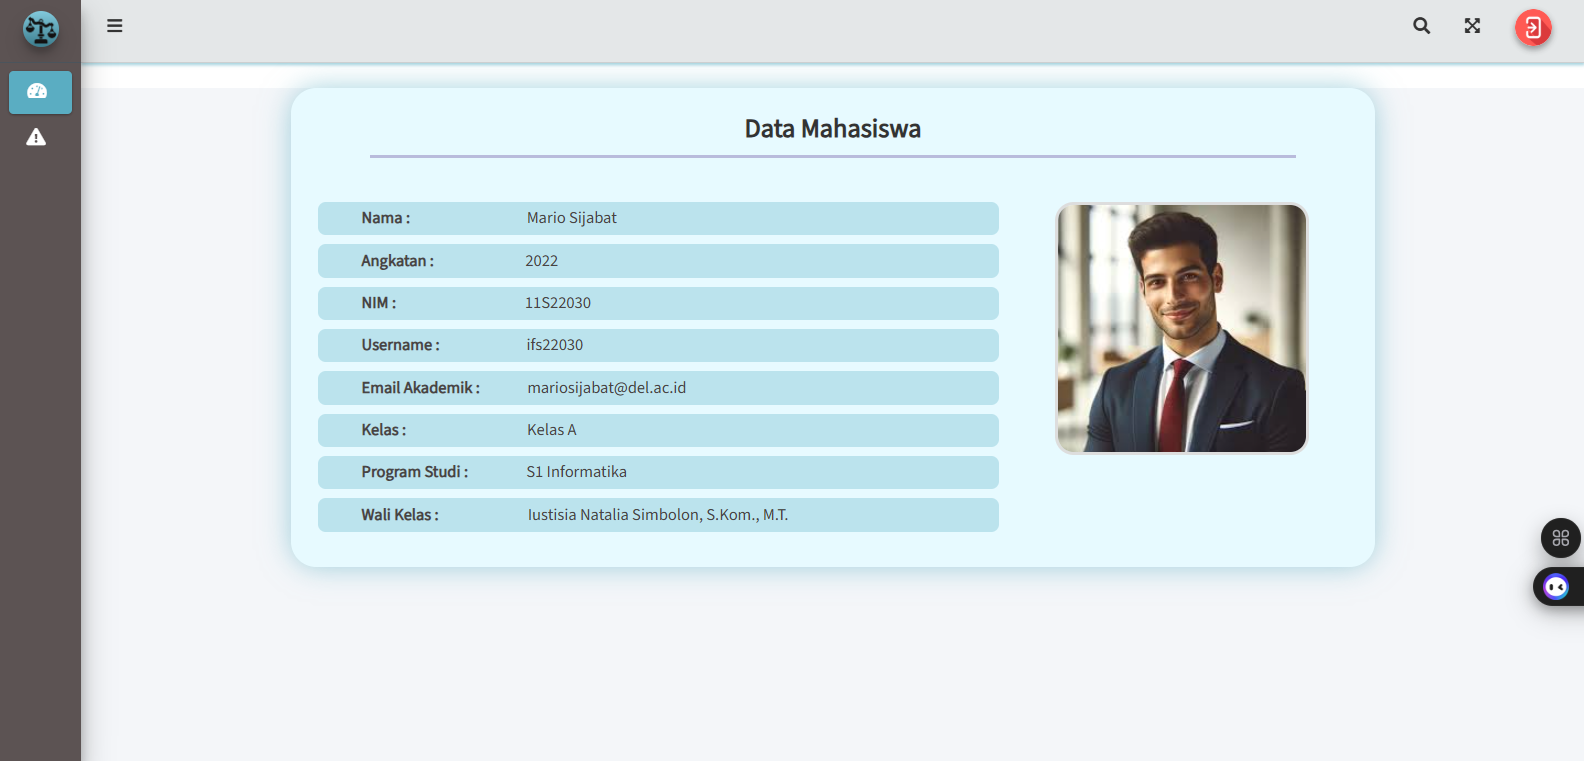 Data Mahasiswa
Nama : Mario Sijabat
Angkatan : 2022
NIM : 11S22030
Username : ifs22030
Email Akademik : mariosijabat@del.ac.id
Kelas : Kelas A
Program Studi : S1 Informatika
Wali Kelas : Iustisia Natalia Simbolon, S.Kom., M.T.